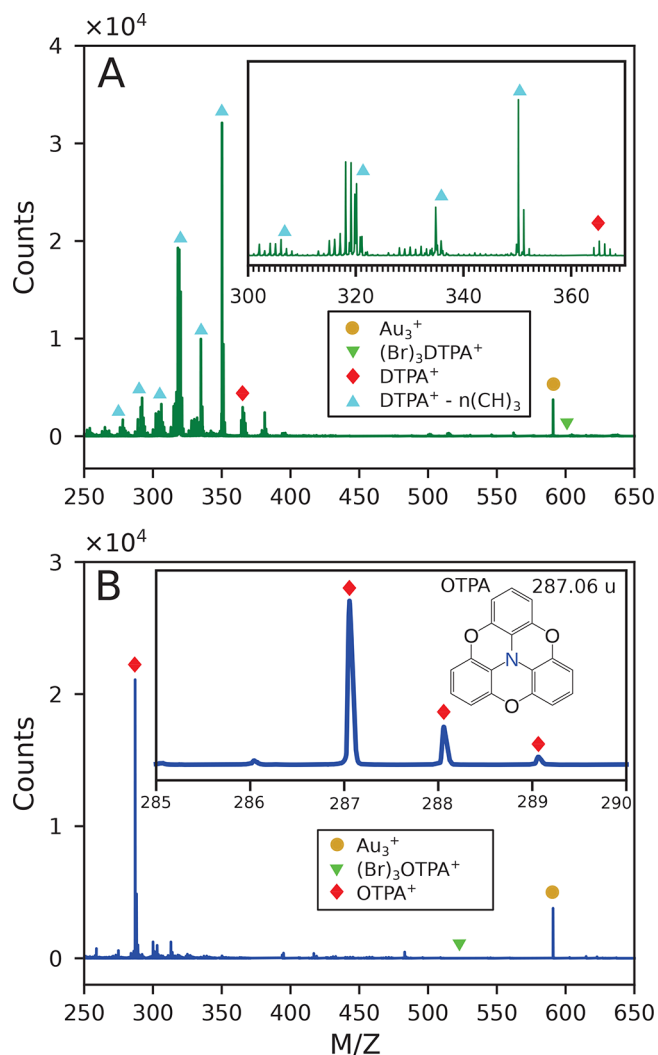 ×10⁴
A
4
3
2
1
0
Counts
300 320 340 360
Au₃⁺
(Br)₃DTPA⁺
DTPA⁺
DTPA⁺ - n(CH)₃
250 300 350 400 450 500 550 600 650
×10⁴
B
3
2
1
0
Counts
OTPA 287.06 u
O O
N
O
285 286 287 288 289 290
Au₃⁺
(Br)₃OTPA⁺
OTPA⁺
250 300 350 400 450 500 550 600 650
M/Z